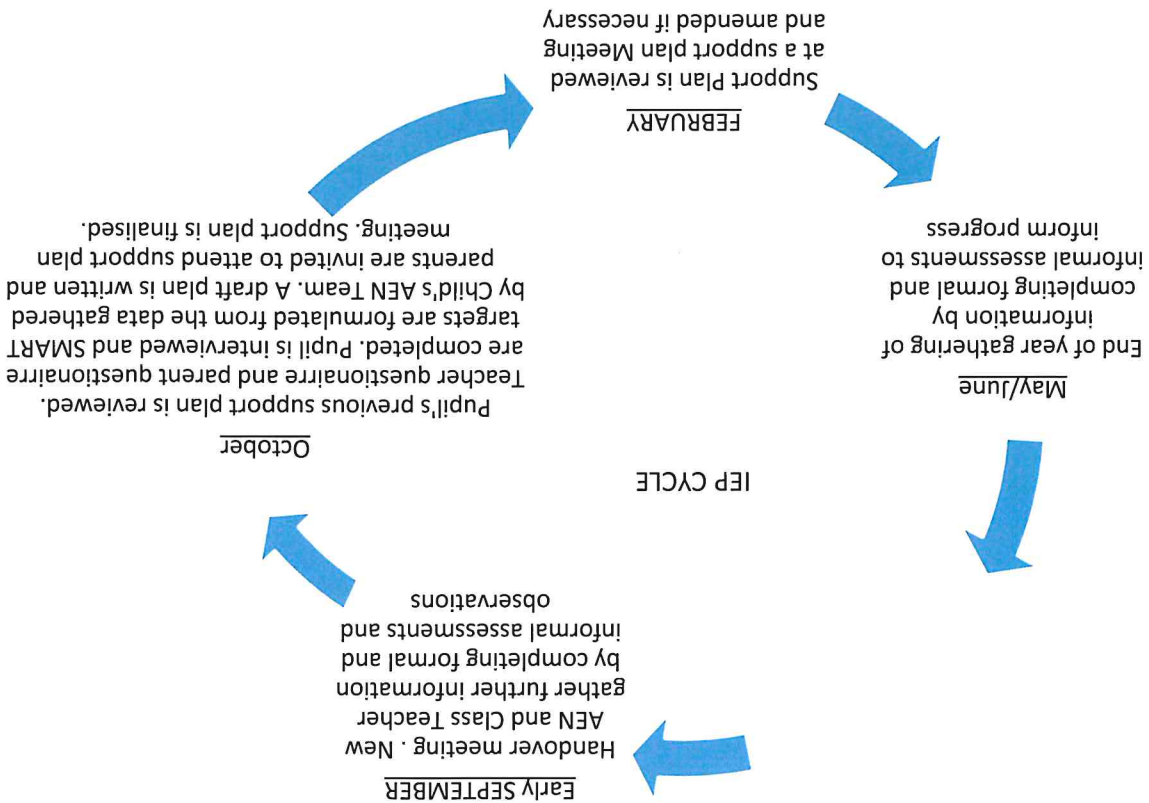 Early SEPTEMBER
Handover meeting . New
AEN and Class Teacher
gather further information
by completing formal and
informal assessments and
observations
IEP CYCLE
October
Pupil's previous support plan is reviewed.
Teacher questionairre and parent questionairre
are completed. Pupil is interviewed and SMART
targets are formulated from the data gathered
by Child's AEN Team. A draft plan is written and
parents are invited to attend support plan
meeting. Support plan is finalised.
May/June
End of year gathering of
information by
completing formal and
informal assessments to
inform progress
FEBRUARY
Support Plan is reviewed
at a support plan Meeting
and amended if necessary